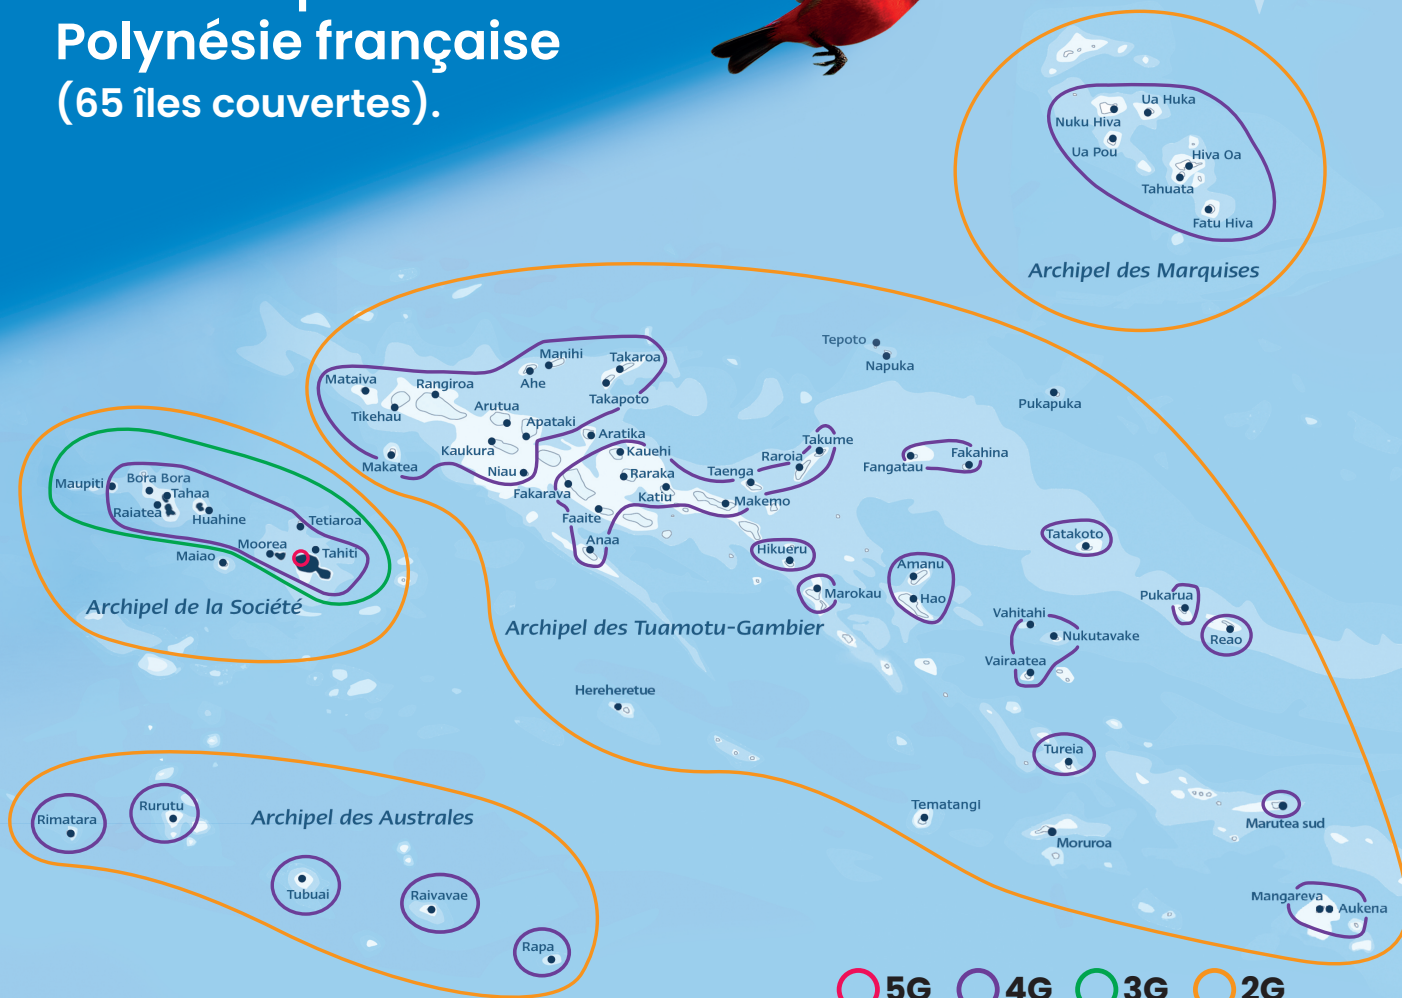 Polynésie française
(65 îles couvertes).
Ua Huka
Nuku Hiva
Ua Pou
Hiva Oa
Tahuata
Fatu Hiva
Archipel des Marquises
Manihi
Takaroa
Tepoto
Napuka
Mataiva
Rangiroa
Ahe
Takapoto
Pukapuka
Tikehau
Arutua
Apataki
Aratika
Kaukura
Kauehi
Takume
Raroia
Fangatau
Fakahina
Makatea
Niau
Raraka
Taenga
Fakarava
Katiu
Makemo
Faaite
Anaa
Hikueru
Tatakoto
Amanu
Marokau
Hao
Pukarua
Reao
Vahitahi
Nukutavake
Vairaatea
Archipel des Tuamotu-Gambier
Maupiti
Bora Bora
Tahaa
Raiatea
Huahine
Tetiaroa
Moorea
Tahiti
Maiao
Archipel de la Société
Hereheretue
Tureia
Tematangi
Moruroa
Marutea sud
Mangareva
Aukena
Rimatara
Rurutu
Archipel des Australes
Tubuai
Raivavae
Rapa
5G 4G 3G 2G